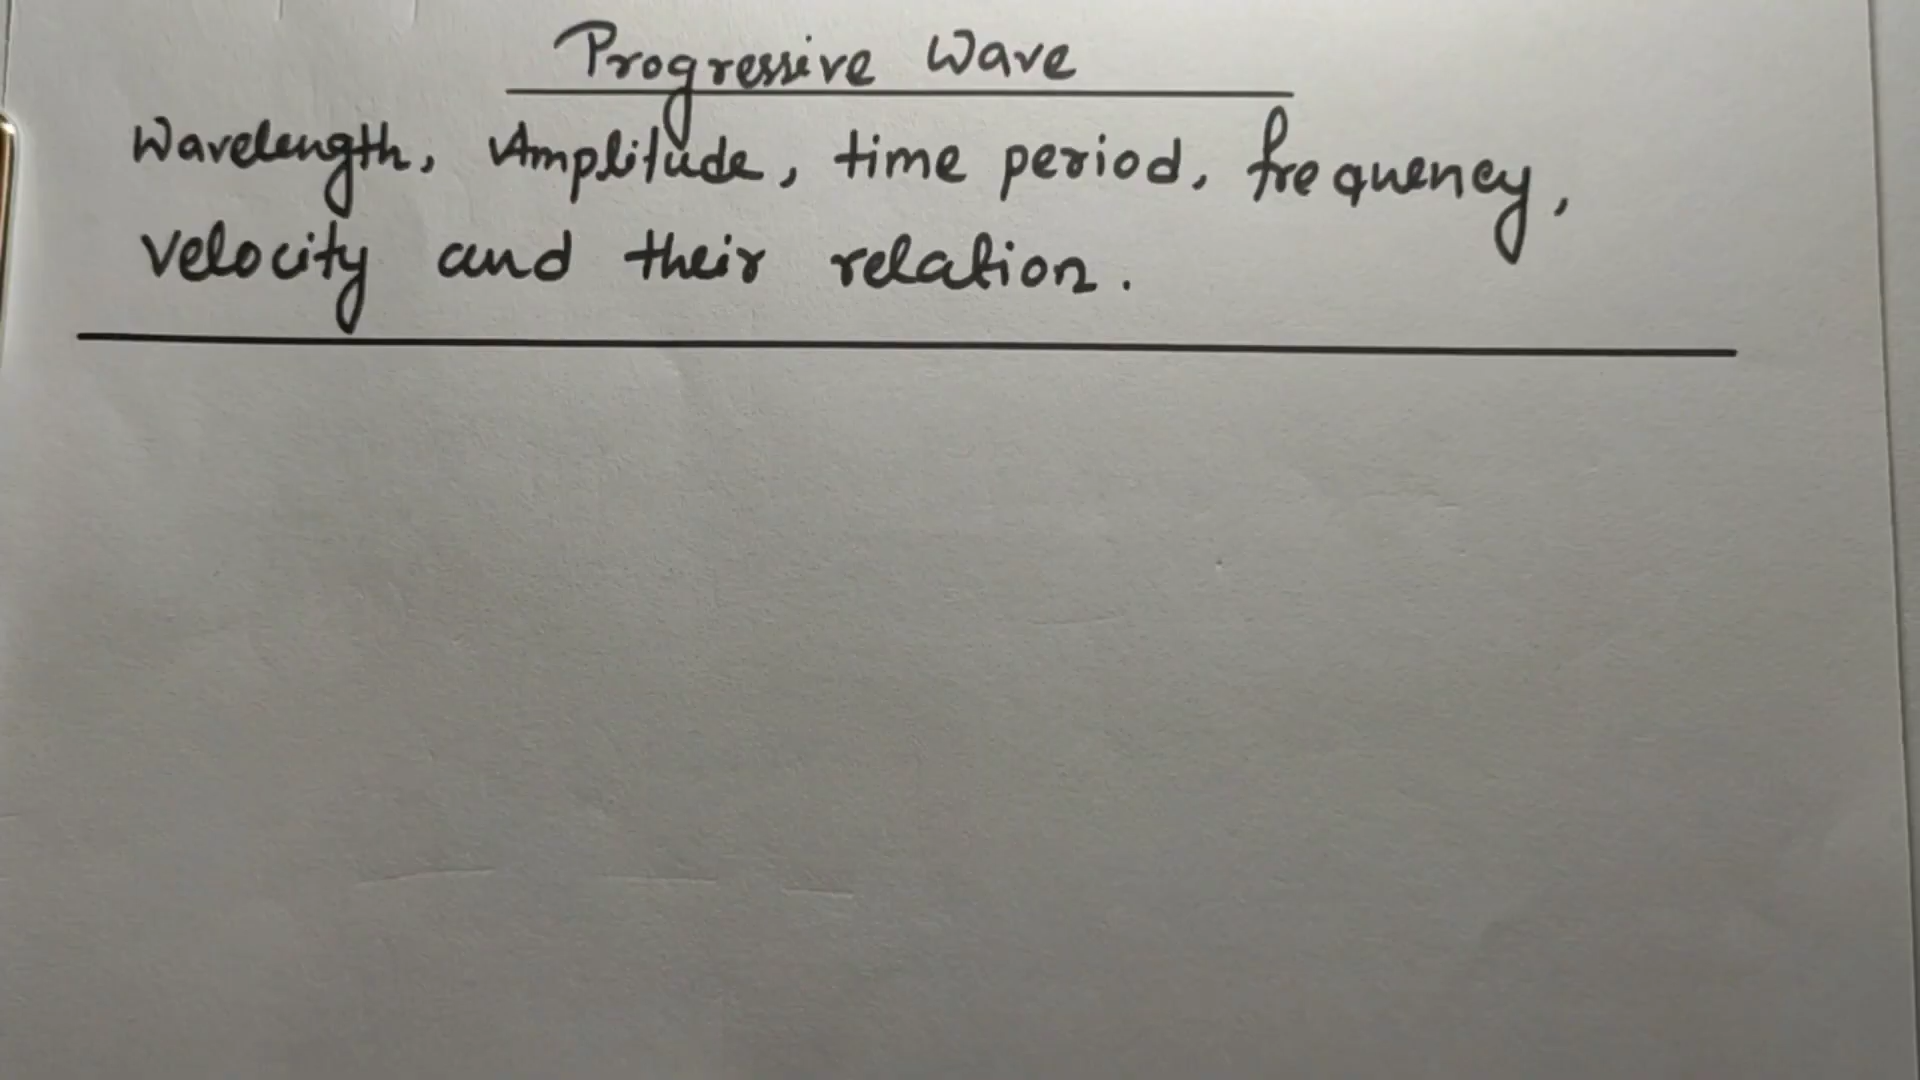 Progressive Wave
Wavelength, Amplitude, time period, frequency,
velocity and their relation.